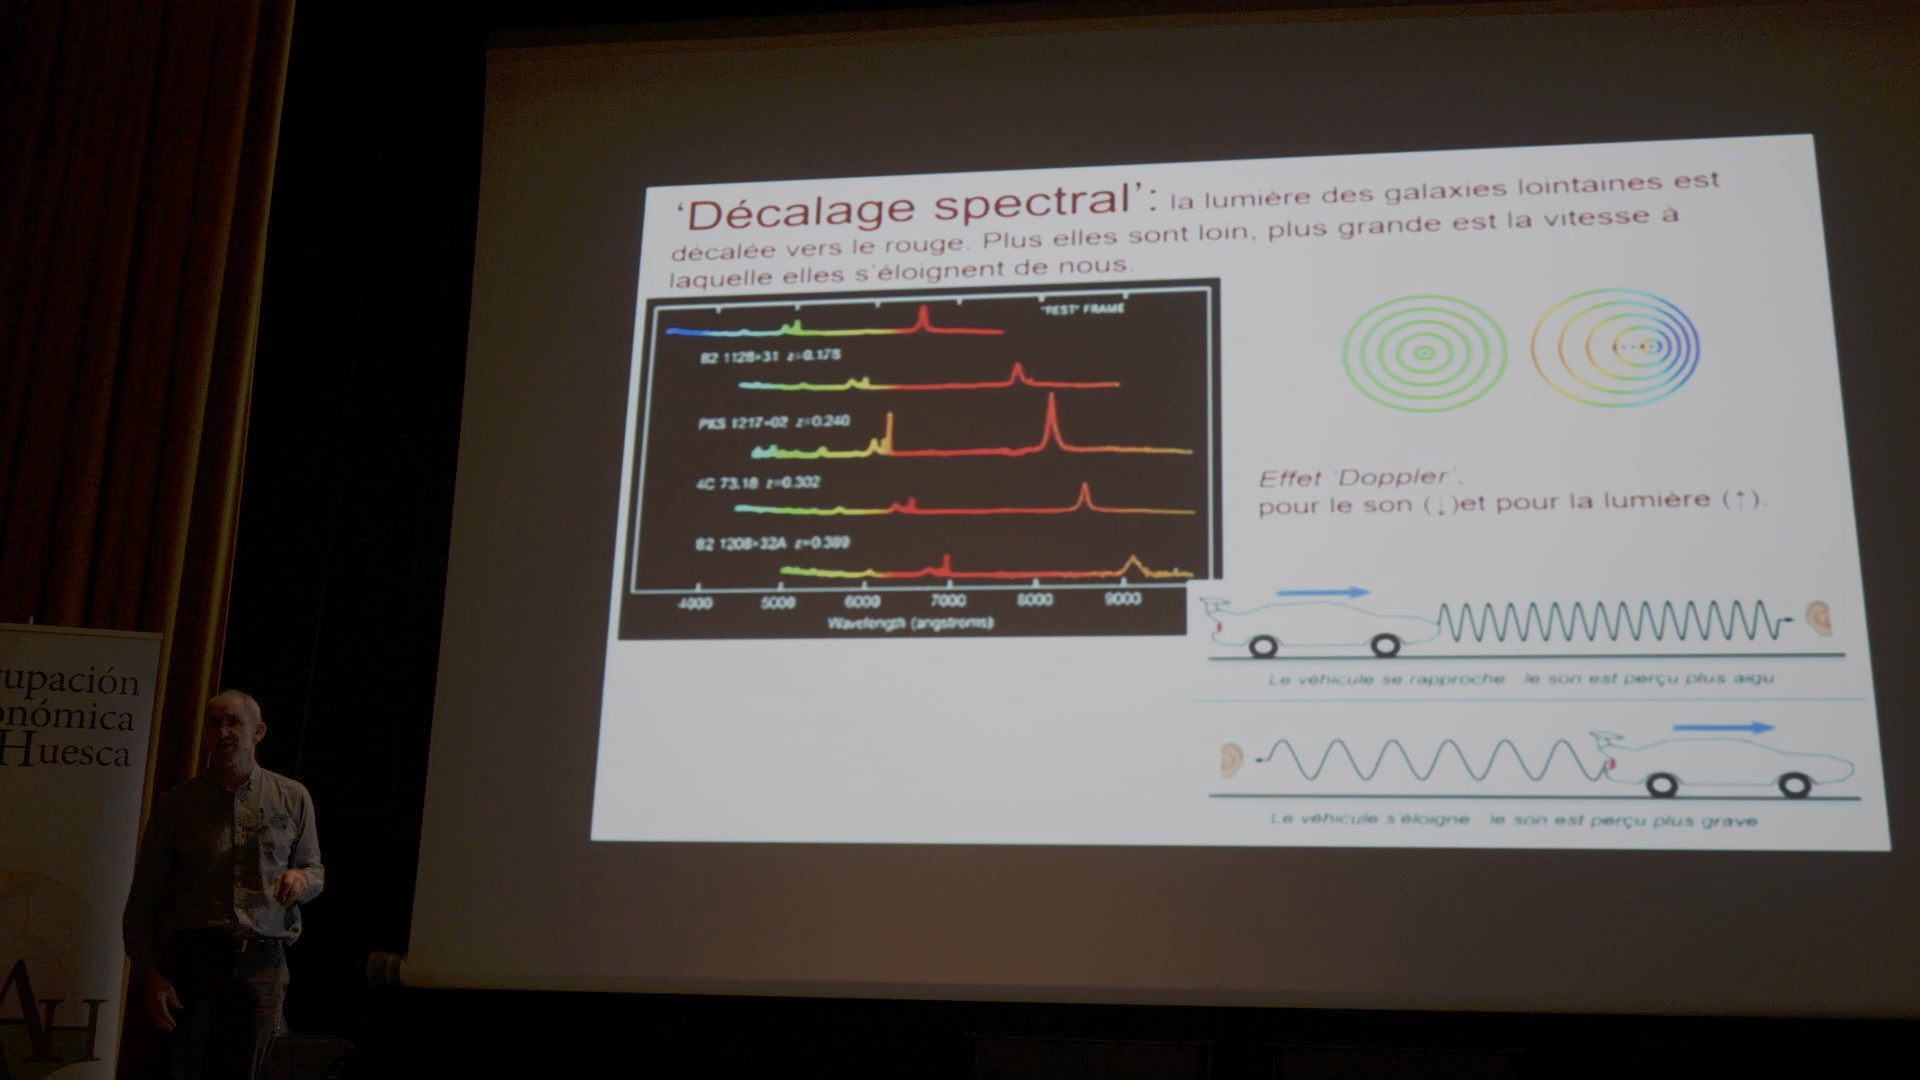 'Décalage spectral': la lumière des galaxies lointaines est
décalée vers le rouge. Plus elles sont loin, plus grande est la vitesse à
laquelle elles s'éloignent de nous.
"REST" FRAME
B2 1128+31 z=0.178
PKS 1217+02 z=0.240
4C 73.18 z=0.302
B2 1208+32A z=0.389
4000 5000 6000 7000 8000 9000
Wavelength (angstroms)
Effet 'Doppler'.
pour le son (↓)et pour la lumière (↑).
Le véhicule se rapproche le son est perçu plus aigu
Le véhicule s'éloigne le son est perçu plus grave
upación
onómica
Huesca
AH